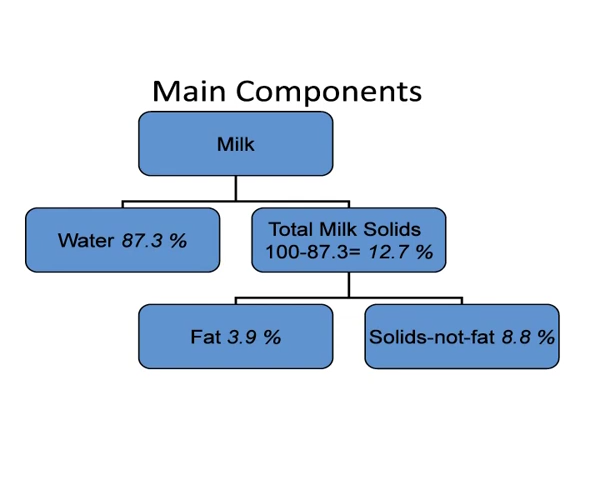 Main Components
Milk
Water 87.3 %
Total Milk Solids
100-87.3= 12.7 %
Fat 3.9 %
Solids-not-fat 8.8 %